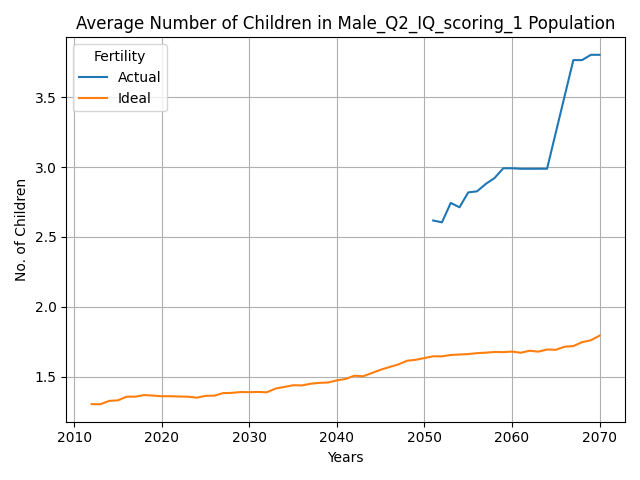 Average Number of Children in Male_Q2_IQ_scoring_1 Population
Fertility
Actual
Ideal
No. of Children
3.5
3.0
2.5
2.0
1.5
2010 2020 2030 2040 2050 2060 2070
Years